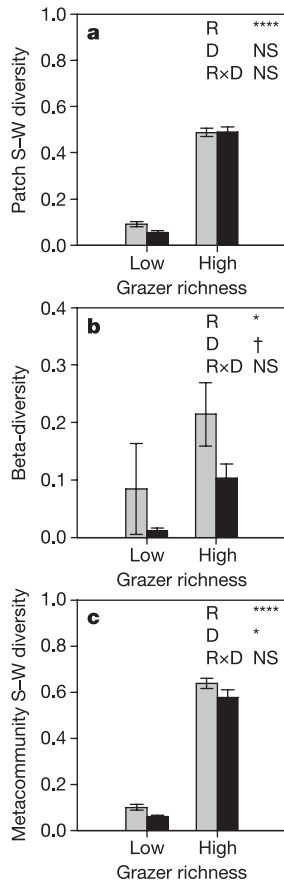 a
R ****
D NS
R×D NS
Patch S–W diversity
1.0
0.8
0.6
0.4
0.2
0.0
Low High
Grazer richness
b
R *
D †
R×D NS
Beta-diversity
0.4
0.3
0.2
0.1
0.0
Low High
Grazer richness
c
R ****
D *
R×D NS
Metacommunity S–W diversity
1.0
0.8
0.6
0.4
0.2
0.0
Low High
Grazer richness